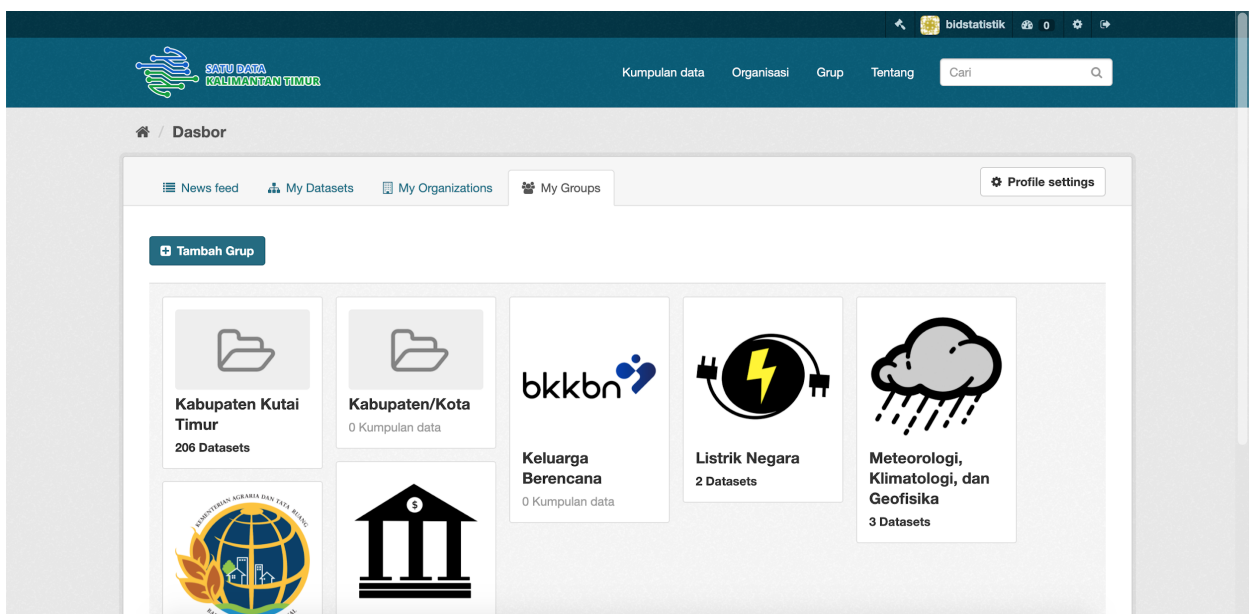 bidstatistik
0
SATU DATA
KALIMANTAN TIMUR
Kumpulan data
Organisasi
Grup
Tentang
Cari
/ Dasbor
News feed
My Datasets
My Organizations
My Groups
Profile settings
Tambah Grup
Kabupaten Kutai
Timur
206 Datasets
Kabupaten/Kota
0 Kumpulan data
bkkbn
Keluarga
Berencana
0 Kumpulan data
Listrik Negara
2 Datasets
Meteorologi,
Klimatologi, dan
Geofisika
3 Datasets
KEMENTERIAN AGRARIA DAN TATA RUANG
$